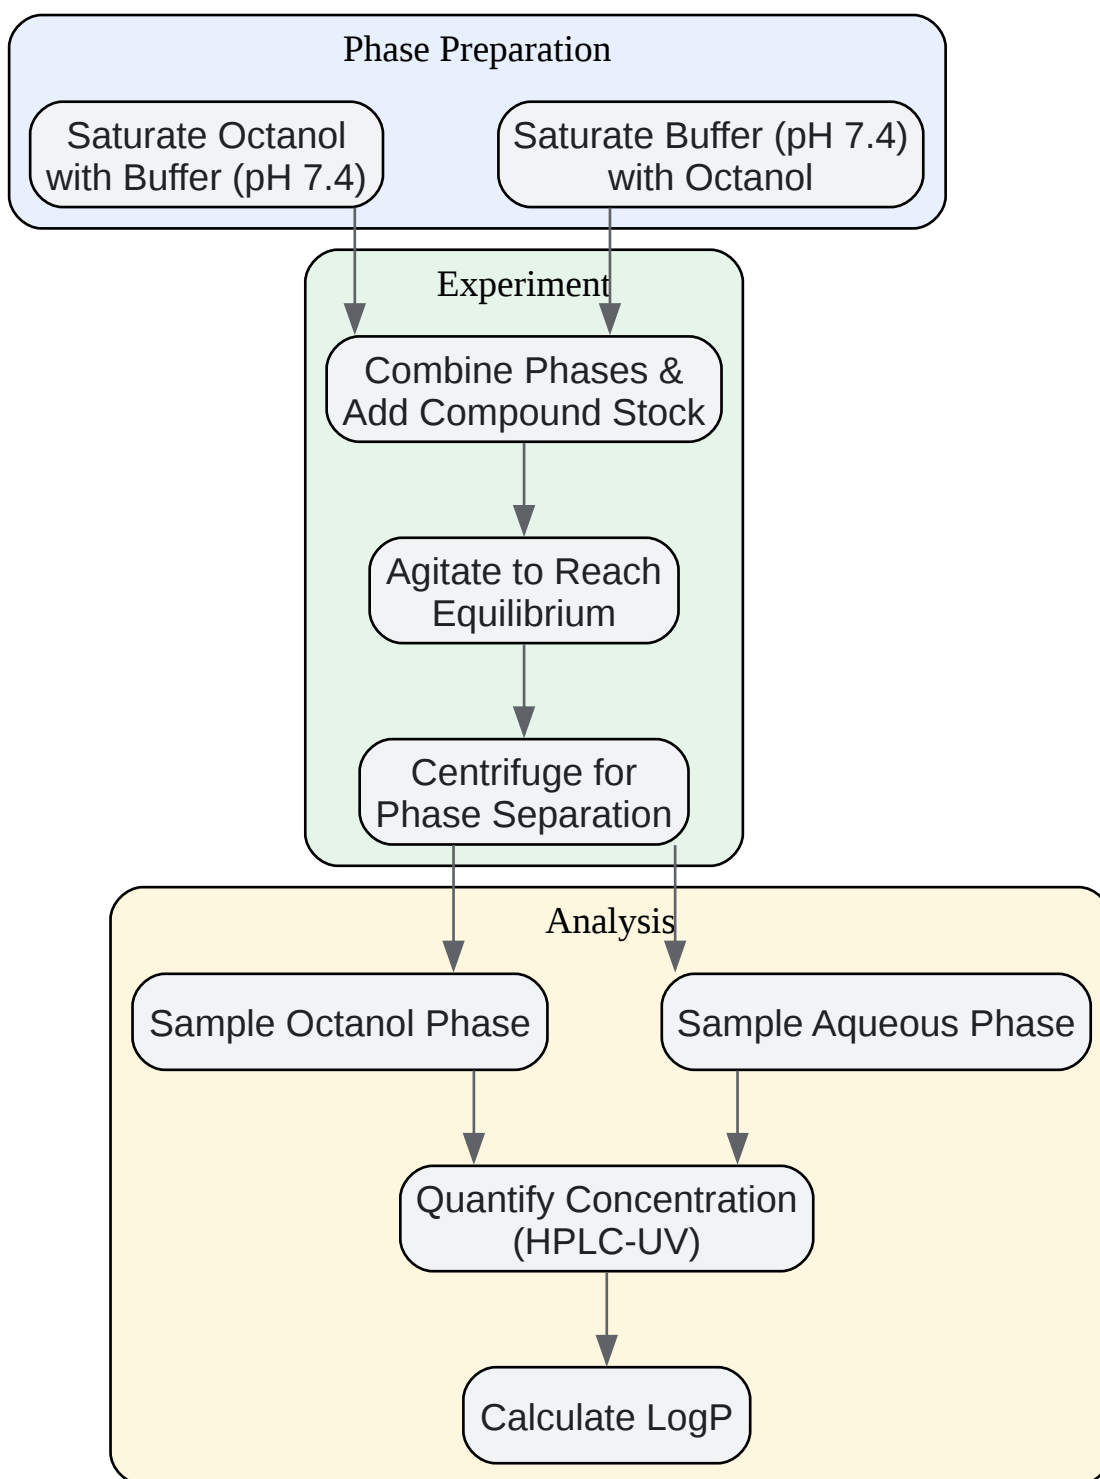 Phase Preparation
Saturate Octanol
with Buffer (pH 7.4)
Saturate Buffer (pH 7.4)
with Octanol
Experiment
Combine Phases &
Add Compound Stock
Agitate to Reach
Equilibrium
Centrifuge for
Phase Separation
Analysis
Sample Octanol Phase
Sample Aqueous Phase
Quantify Concentration
(HPLC-UV)
Calculate LogP